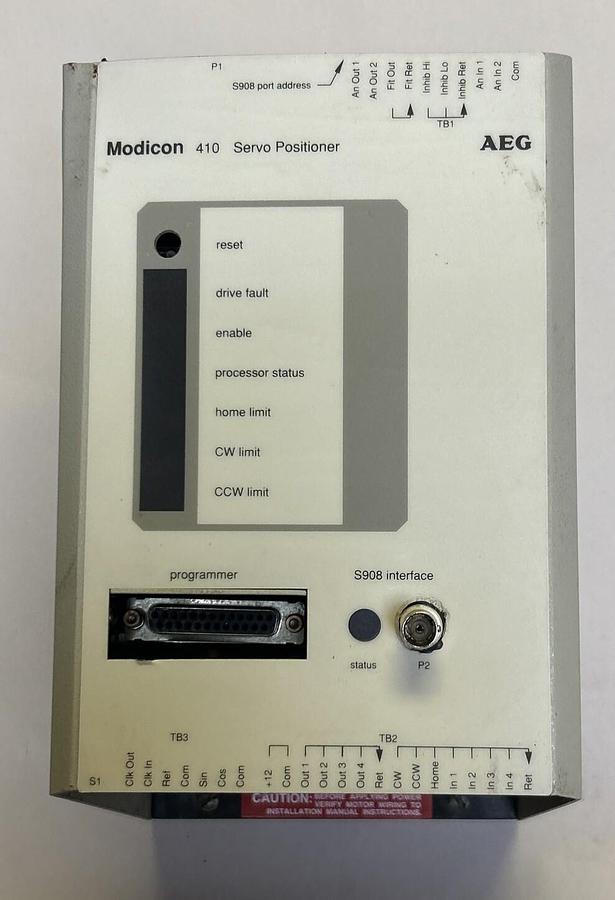 P1
S908 port address
An Out 1
An Out 2
Flt Out
Flt Ret
Inhib Hi
Inhib Lo
Inhib Ret
An In 1
An In 2
Com
TB1
Modicon 410 Servo Positioner
AEG
reset
drive fault
enable
processor status
home limit
CW limit
CCW limit
programmer
S908 interface
status
P2
TB3
TB2
S1
Clk Out
Clk In
Ref
Com
Sin
Cos
Com
+12
Com
Out 1
Out 2
Out 3
Out 4
Ret
CW
CCW
Home
In 1
In 2
In 3
In 4
Ret
CAUTION: BEFORE APPLYING POWER
VERIFY MOTOR WIRING TO
INSTALLATION MANUAL INSTRUCTIONS.